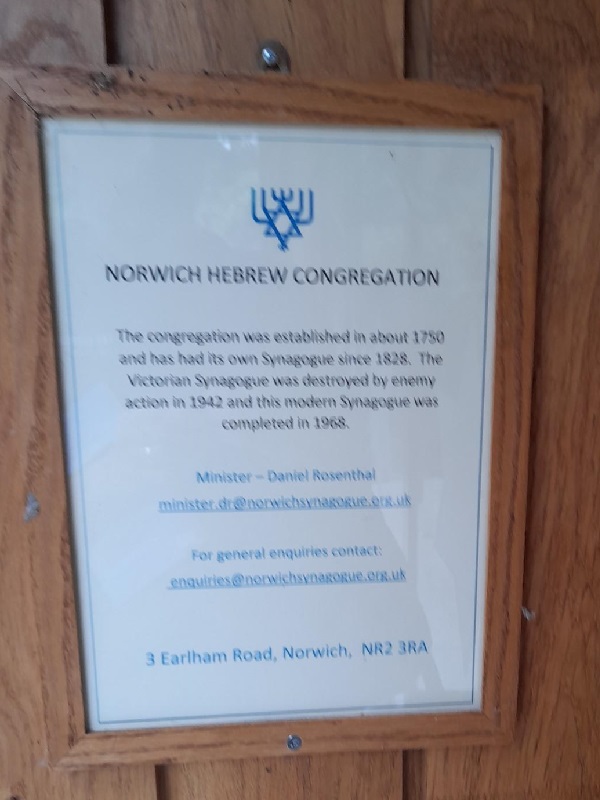 NORWICH HEBREW CONGREGATION
The congregation was established in about 1750
and has had its own Synagogue since 1828. The
Victorian Synagogue was destroyed by enemy
action in 1942 and this modern Synagogue was
completed in 1968.
Minister – Daniel Rosenthal
minister.dr@norwichsynagogue.org.uk
For general enquiries contact:
enquiries@norwichsynagogue.org.uk
3 Earlham Road, Norwich, NR2 3RA